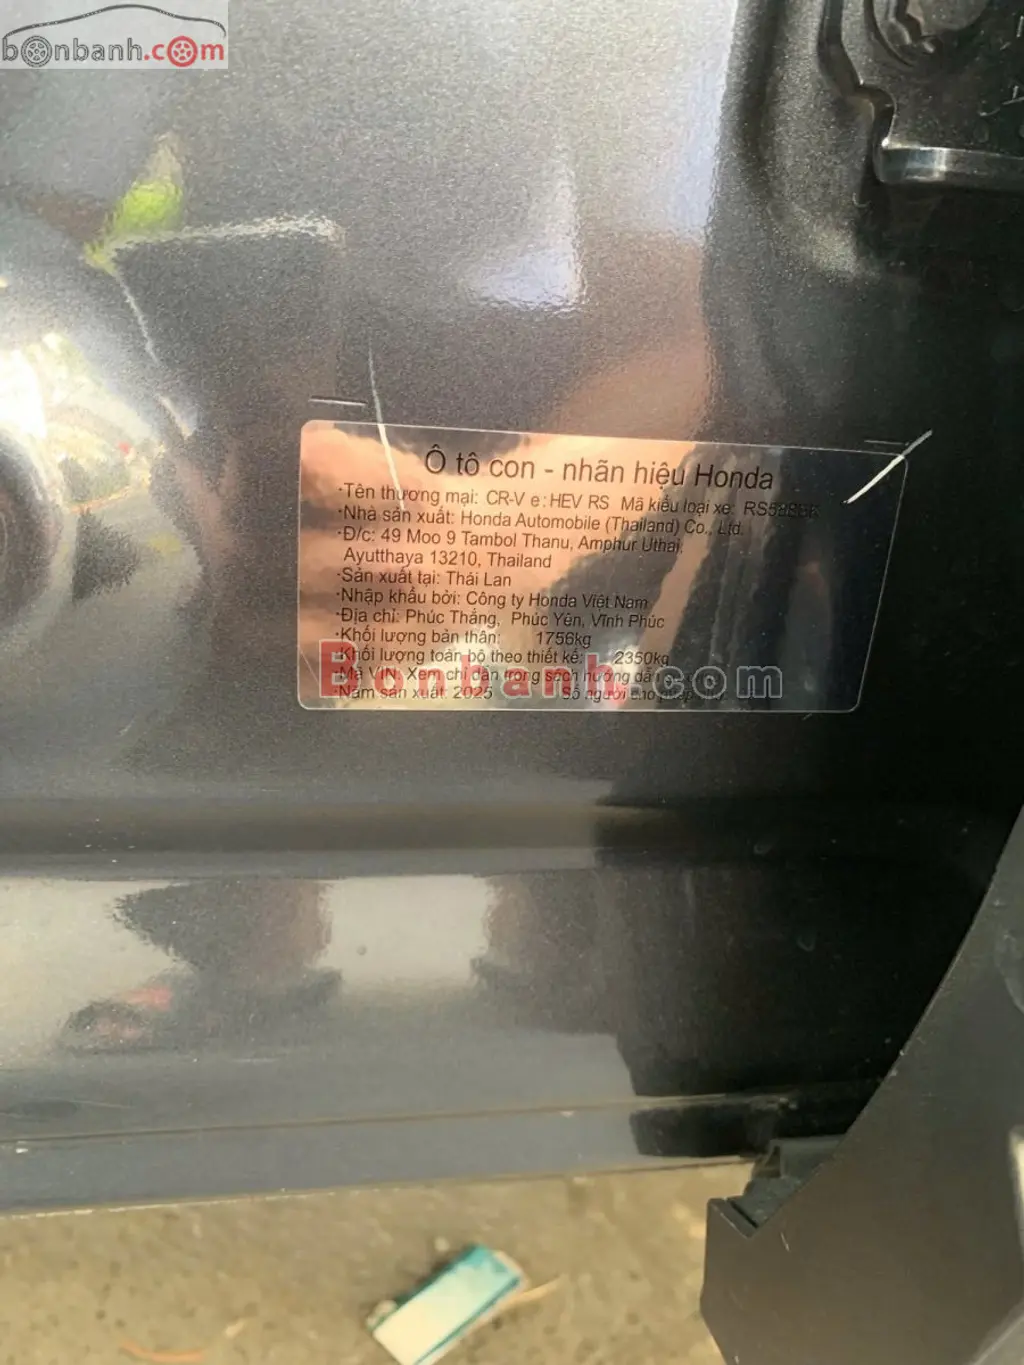 bonbanh.com
Ô tô con - nhãn hiệu Honda
·Tên thương mại: CR-V e:HEV RS Mã kiểu loại xe:
·Nhà sản xuất: Honda Automobile (Thailand) Co., Ltd.
·Đ/c: 49 Moo 9 Tambol Thanu, Amphur Uthai,
Ayutthaya 13210, Thailand
·Sản xuất tại: Thái Lan
·Nhập khẩu bởi: Công ty Honda Việt Nam
·Địa chỉ: Phúc Thắng, Phúc Yên, Vĩnh Phúc
·Khối lượng bản thân: 1756kg
·Khối lượng toàn bộ theo thiết kế: 2350kg
·Mã VIN: Xem chỉ dẫn trong sách hướng dẫn
·Năm sản xuất: 2025 Số người cho
Bonbanh.com